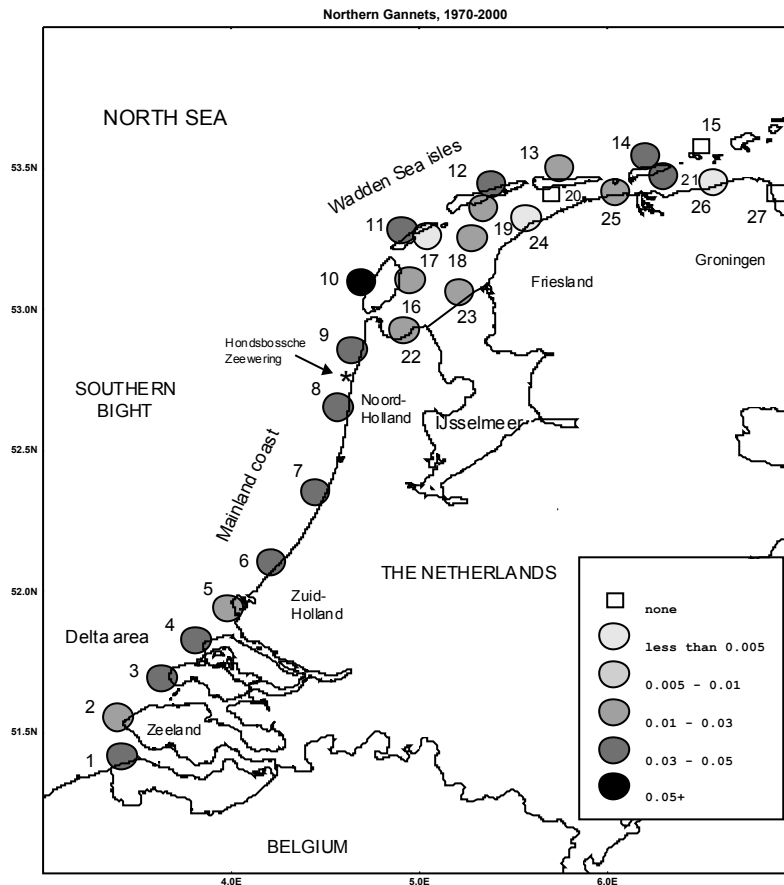 Northern Gannets, 1970-2000
NORTH SEA
15
14
13
53.5N
12
Wadden Sea isles
21
20
11
25
26
27
19
24
17
18
Groningen
10
Friesland
53.0N
16
23
9
Hondsbossche
Zeewering
22
*
SOUTHERN
BIGHT
8
Noord-
Holland
IJsselmeer
52.5N
7
Mainland coast
6
THE NETHERLANDS
52.0N
5
Zuid-
Holland
none
4
Delta area
less than 0.005
3
0.005 - 0.01
2
Zeeland
0.01 - 0.03
51.5N
1
0.03 - 0.05
0.05+
BELGIUM
4.0E
5.0E
6.0E